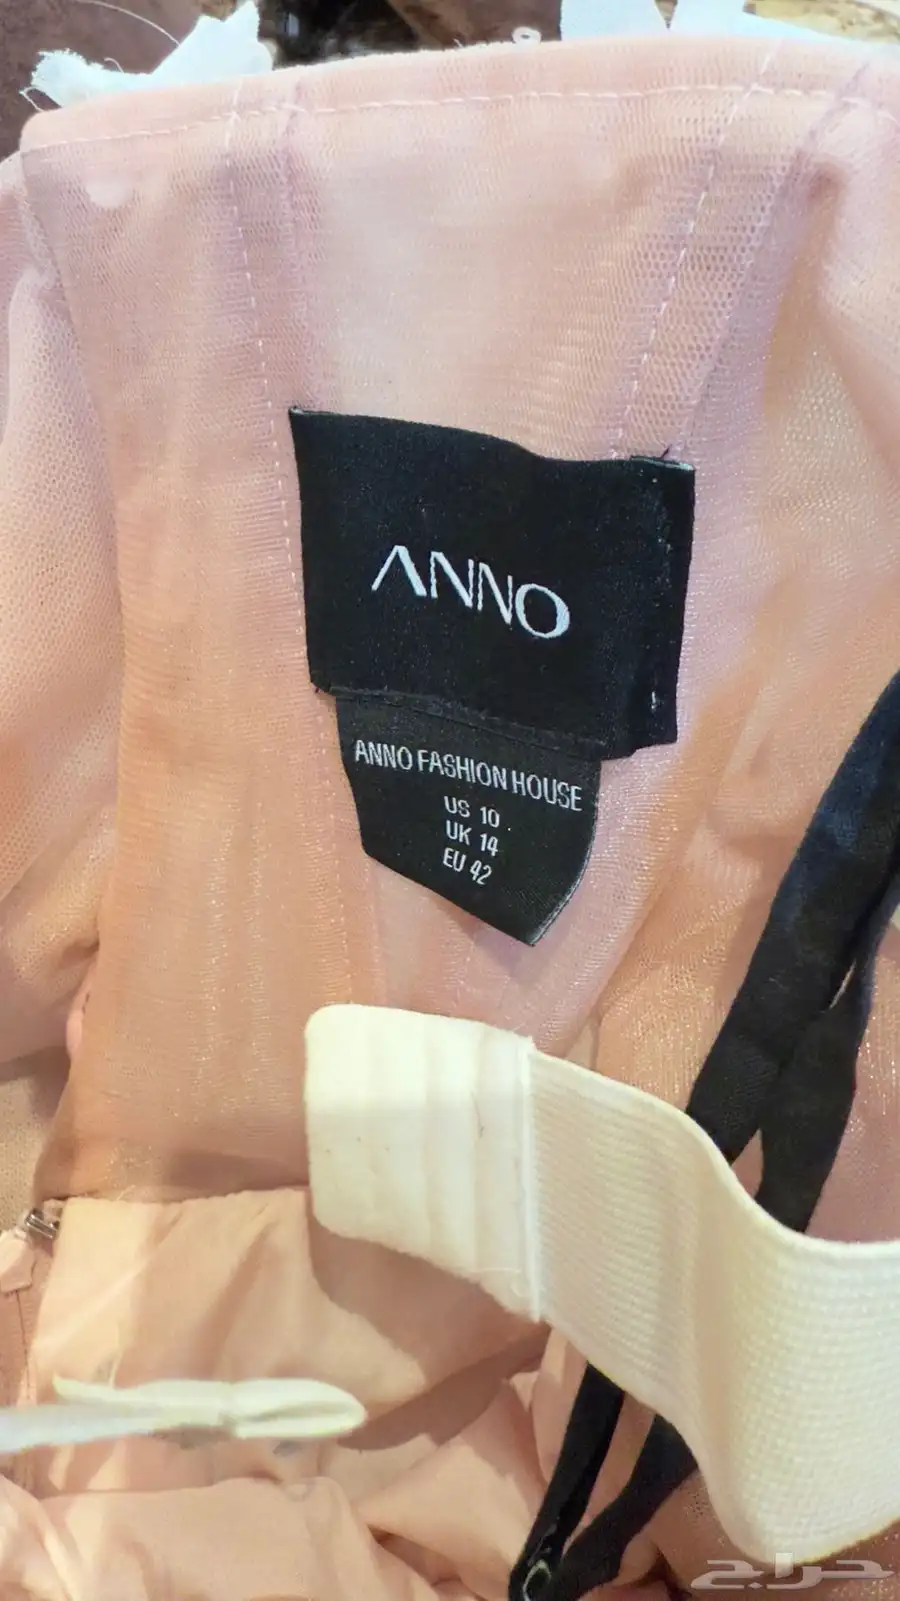 ANNO
ANNO FASHION HOUSE
US 10
UK 14
EU 42
حراج